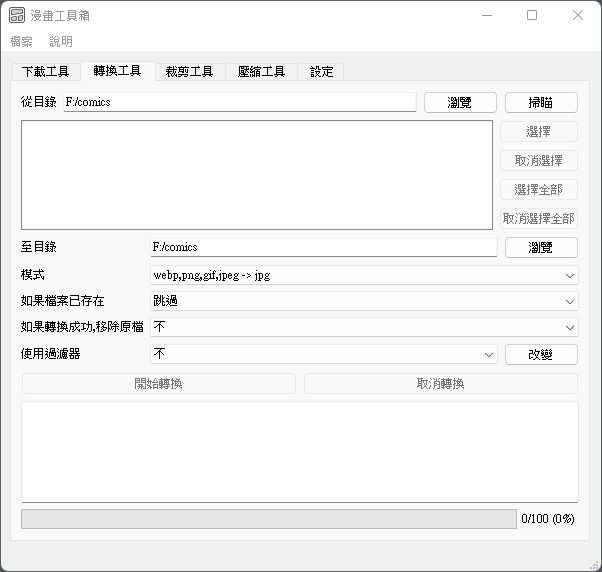 漫畫工具箱
檔案 說明
下載工具 轉換工具 裁剪工具 壓縮工具 設定
從目錄 F:/comics 瀏覽 掃瞄
選擇
取消選擇
選擇全部
取消選擇全部
至目錄 F:/comics 瀏覽
模式 webp,png,gif,jpeg -> jpg
如果檔案已存在 跳過
如果轉換成功,移除原檔 不
使用過濾器 不 改變
開始轉換 取消轉換
0/100 (0%)